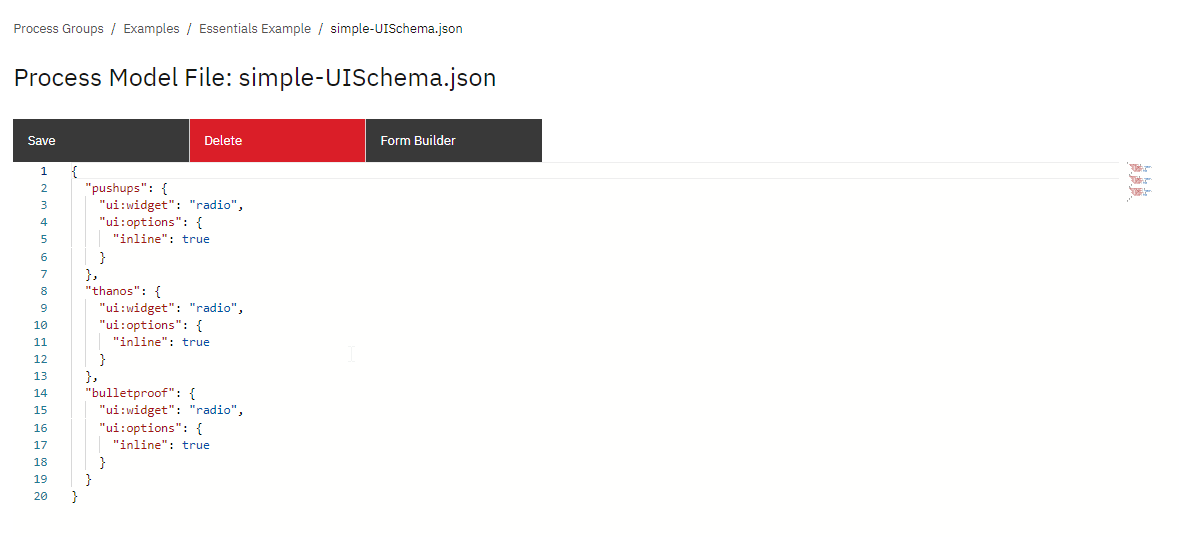 Process Groups / Examples / Essentials Example / simple-UISchema.json
Process Model File: simple-UISchema.json
Save Delete Form Builder
1 {
2 "pushups": {
3 "ui:widget": "radio",
4 "ui:options": {
5 "inline": true
6 }
7 },
8 "thanos": {
9 "ui:widget": "radio",
10 "ui:options": {
11 "inline": true
12 }
13 },
14 "bulletproof": {
15 "ui:widget": "radio",
16 "ui:options": {
17 "inline": true
18 }
19 }
20 }